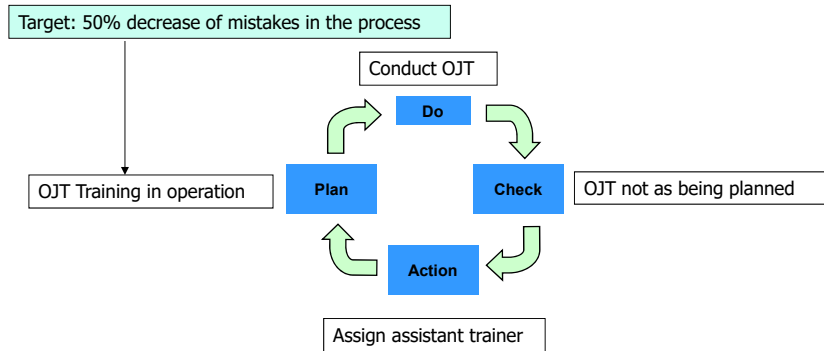 Target: 50% decrease of mistakes in the process
Conduct OJT
Do
OJT Training in operation
Plan
Check
OJT not as being planned
Action
Assign assistant trainer